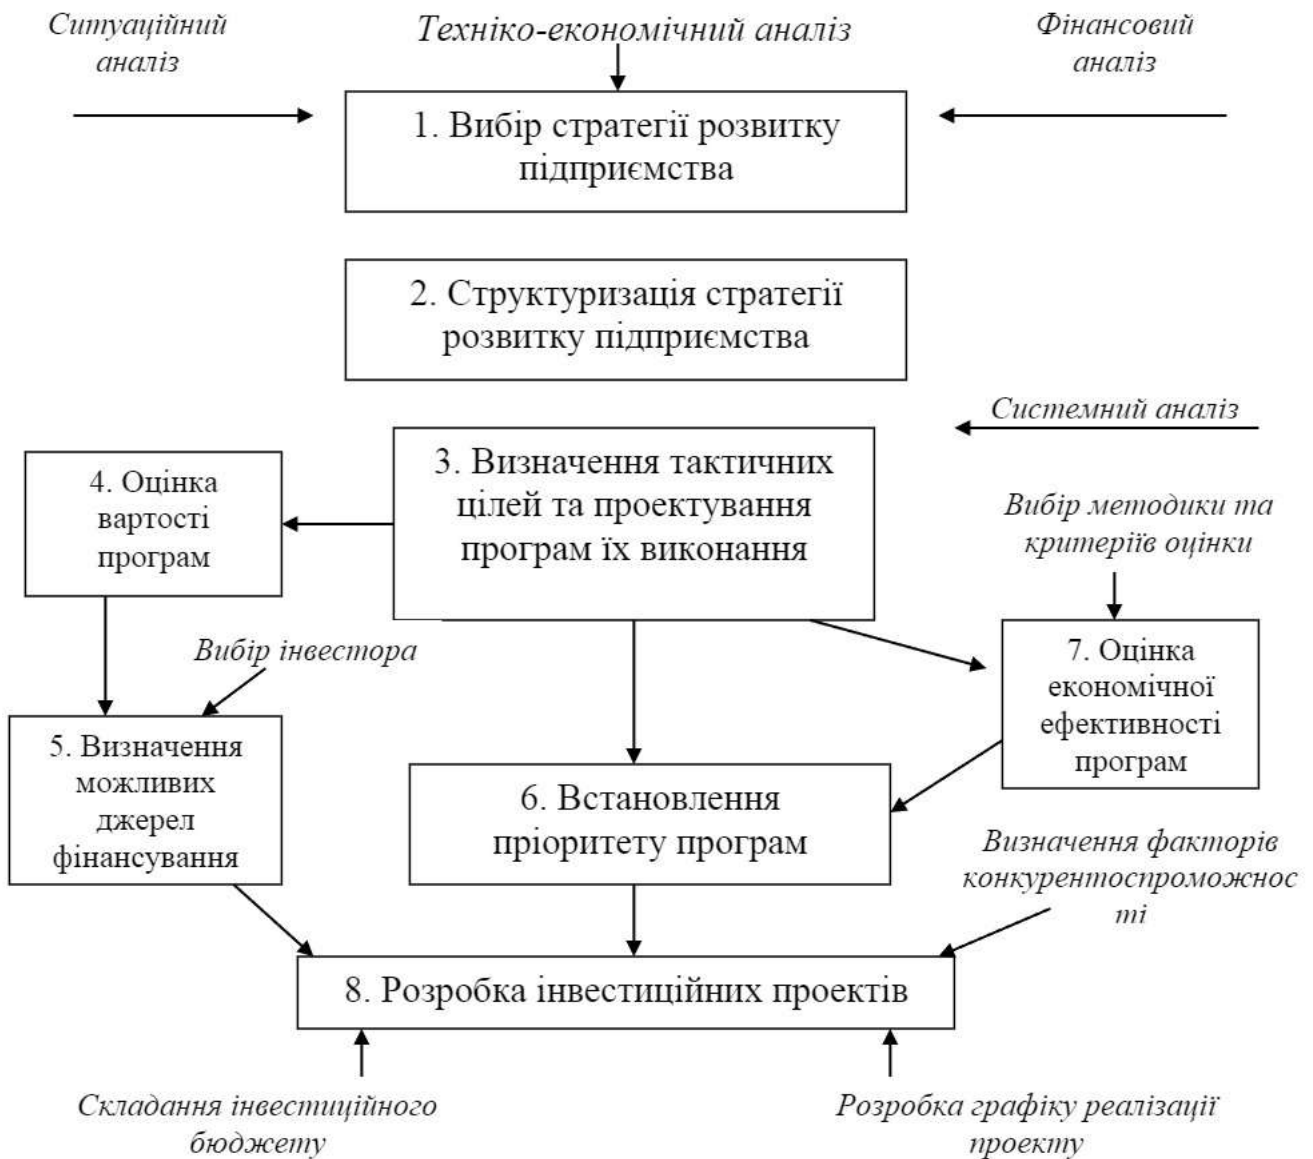 Ситуаційний
аналіз
Техніко-економічний аналіз
Фінансовий
аналіз
1. Вибір стратегії розвитку
підприємства
2. Структуризація стратегії
розвитку підприємства
Системний аналіз
3. Визначення тактичних
цілей та проектування
програм їх виконання
4. Оцінка
вартості
програм
Вибір методики та
критеріїв оцінки
Вибір інвестора
7. Оцінка
економічної
ефективності
програм
5. Визначення
можливих
джерел
фінансування
6. Встановлення
пріоритету програм
Визначення факторів
конкурентоспроможнос
ті
8. Розробка інвестиційних проектів
Складання інвестиційного
бюджету
Розробка графіку реалізації
проекту